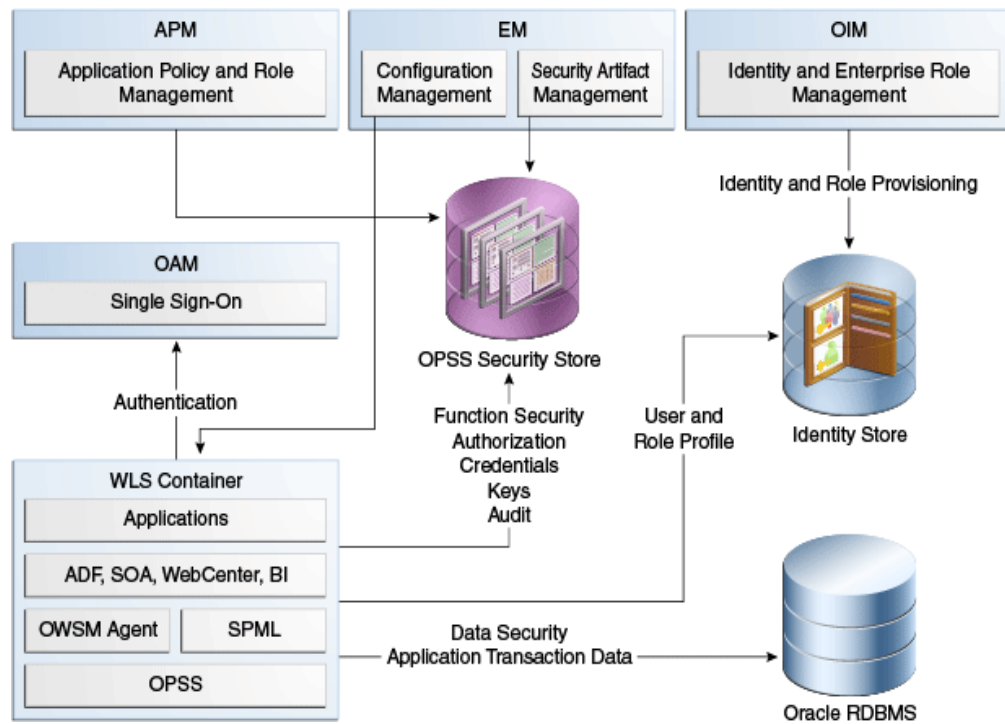 APM
Application Policy and Role
Management
EM
Configuration
Management
Security Artifact
Management
OIM
Identity and Enterprise Role
Management
Identity and Role Provisioning
OAM
Single Sign-On
OPSS Security Store
Authentication
Function Security
Authorization
Credentials
Keys
Audit
User and
Role Profile
Identity Store
WLS Container
Applications
ADF, SOA, WebCenter, BI
OWSM Agent
SPML
OPSS
Data Security
Application Transaction Data
Oracle RDBMS